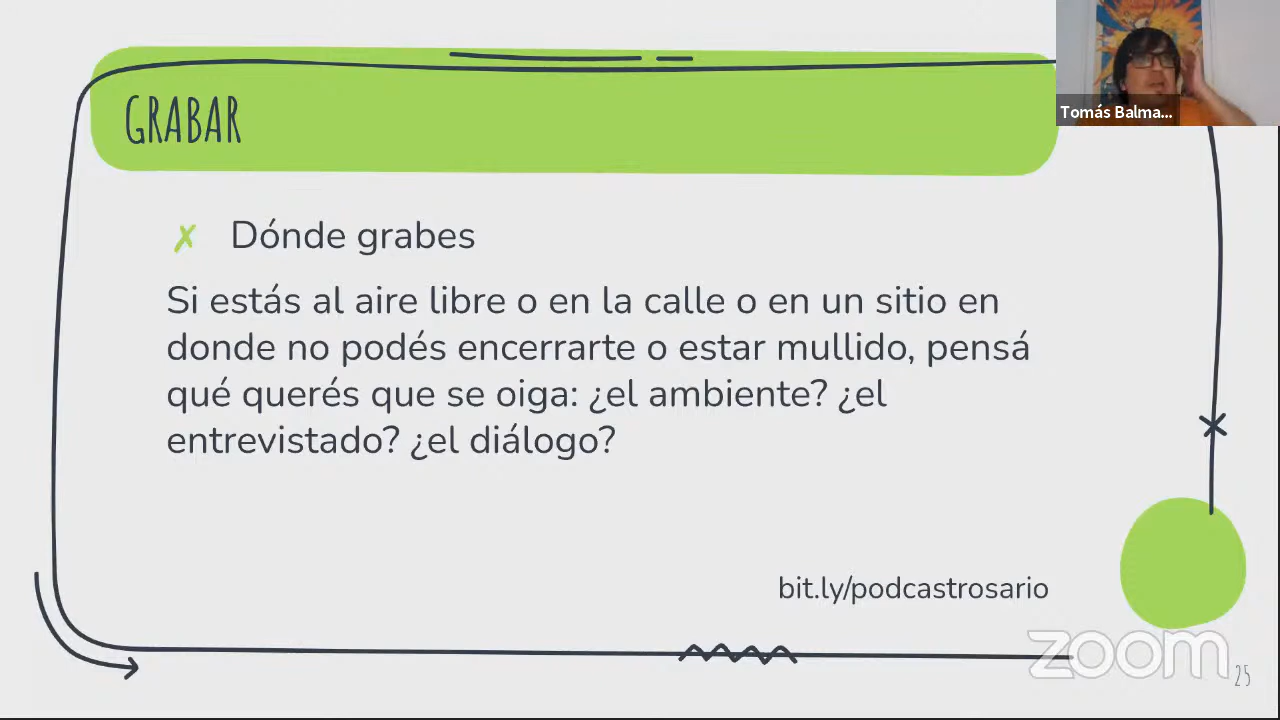 GRABAR
Tomás Balma...
✗ Dónde grabes
Si estás al aire libre o en la calle o en un sitio en
donde no podés encerrarte o estar mullido, pensá
qué querés que se oiga: ¿el ambiente? ¿el
entrevistado? ¿el diálogo?
bit.ly/podcastrosario
zoom
25